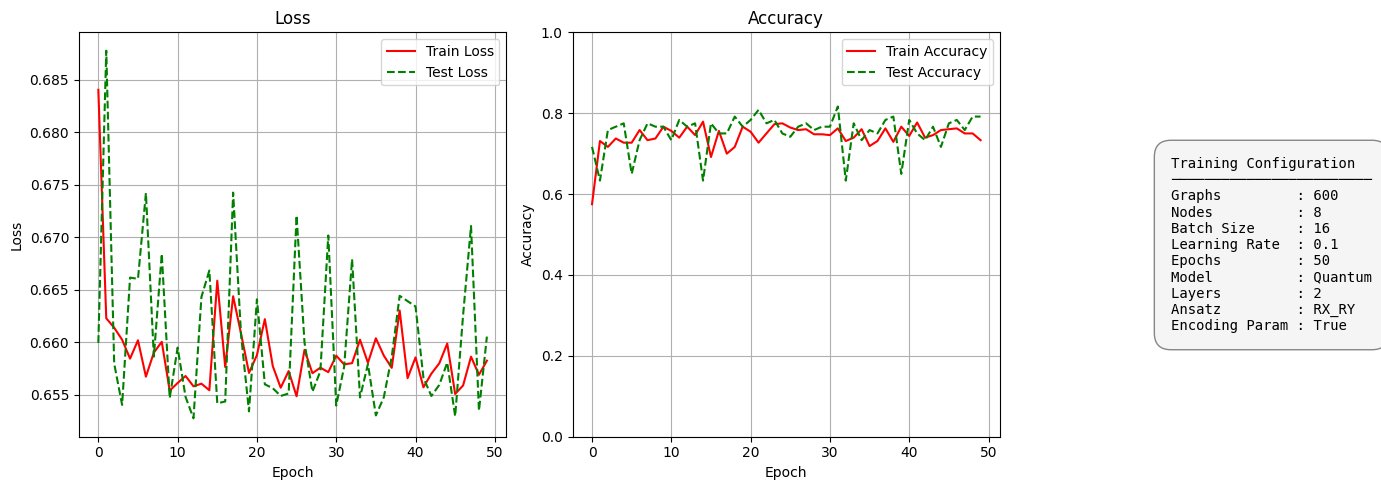 Loss
Train Loss
Test Loss
0.685
0.680
0.675
0.670
0.665
0.660
0.655
Loss
0
10
20
30
40
50
Epoch
Accuracy
Train Accuracy
Test Accuracy
1.0
0.8
0.6
0.4
0.2
0.0
Accuracy
0
10
20
30
40
50
Epoch
Training Configuration
Graphs : 600
Nodes : 8
Batch Size : 16
Learning Rate : 0.1
Epochs : 50
Model : Quantum
Layers : 2
Ansatz : RX_RY
Encoding Param : True